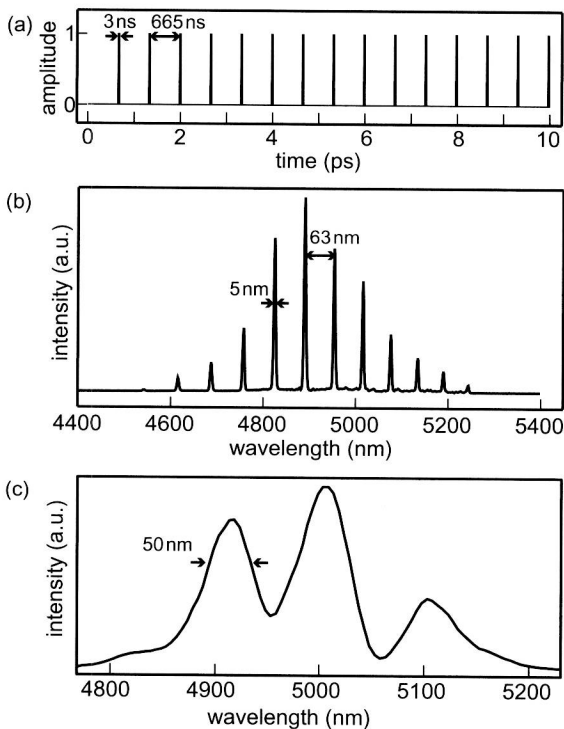 (a)
3ns 665ns
1
amplitude
0
0 2 4 6 8 10
time (ps)
(b)
63nm
5nm
intensity (a.u.)
4400 4600 4800 5000 5200 5400
wavelength (nm)
(c)
50nm
intensity (a.u.)
4800 4900 5000 5100 5200
wavelength (nm)